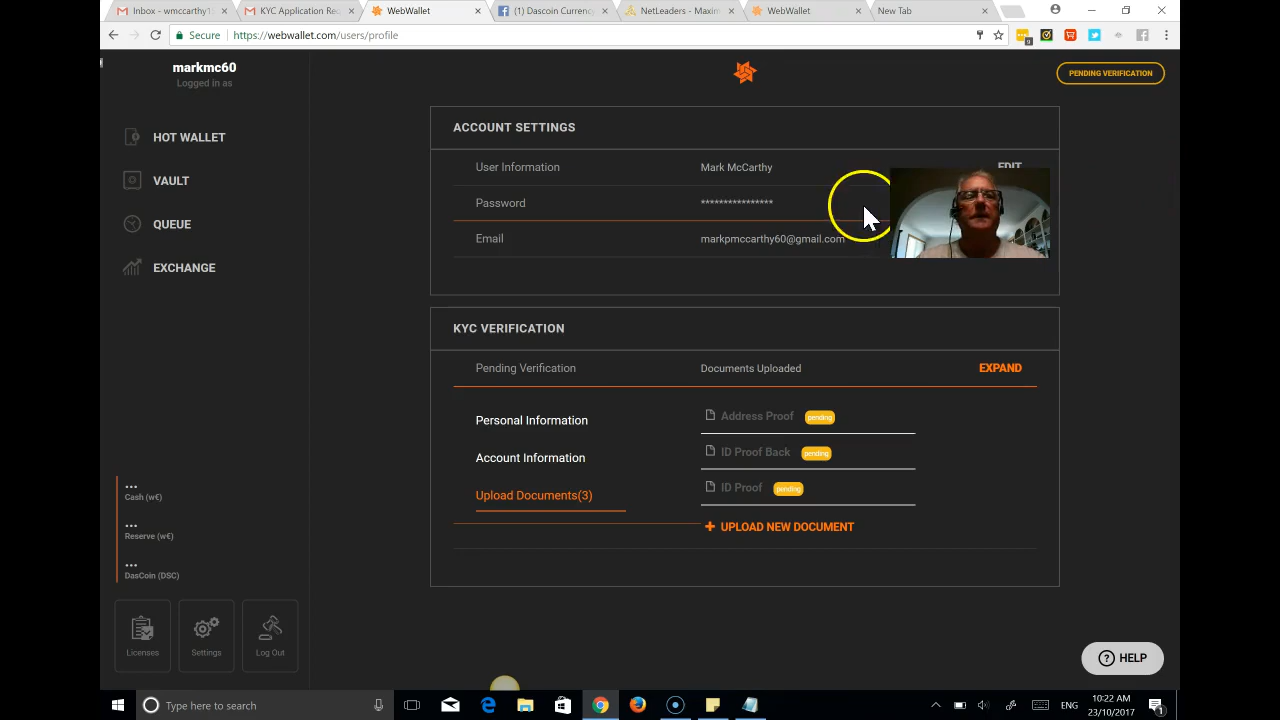 Inbox - wmccarthy1
KYC Application Re
WebWallet
(1) Dascoin Currency
NetLeaders - Maxim
WebWallet
New Tab
Secure
https://webwallet.com/users/profile
9
markmc60
Logged in as
PENDING VERIFICATION
HOT WALLET
VAULT
QUEUE
EXCHANGE
ACCOUNT SETTINGS
User Information Mark McCarthy EDIT
Password ****************
Email markpmccarthy60@gmail.com
KYC VERIFICATION
Pending Verification Documents Uploaded EXPAND
Personal Information
Account Information
Upload Documents(3)
Address Proof pending
ID Proof Back pending
ID Proof pending
+ UPLOAD NEW DOCUMENT
...
Cash (w€)
...
Reserve (w€)
...
DasCoin (DSC)
Licenses
Settings
Log Out
? HELP
Type here to search
ENG
10:22 AM
23/10/2017
1